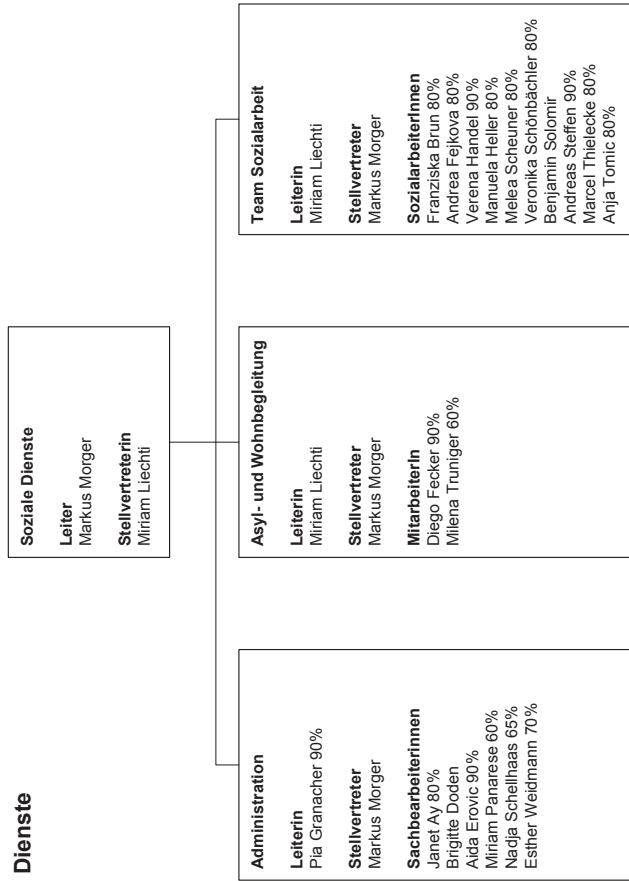 Dienste
Soziale Dienste
Leiter
Markus Morger
Stellvertreterin
Miriam Liechti
Administration
Leiterin
Pia Granacher 90%
Stellvertreter
Markus Morger
Sachbearbeiterinnen
Janet Ay 80%
Brigitte Doden
Aida Erovic 90%
Miriam Panarese 60%
Nadja Schellhaas 65%
Esther Weidmann 70%
Asyl- und Wohnbegleitung
Leiterin
Miriam Liechti
Stellvertreter
Markus Morger
MitarbeiterIn
Diego Fecker 90%
Milena Truniger 60%
Team Sozialarbeit
Leiterin
Miriam Liechti
Stellvertreter
Markus Morger
SozialarbeiterInnen
Franziska Brun 80%
Andrea Fejkova 80%
Verena Handel 90%
Manuela Heller 80%
Melea Scheuner 80%
Veronika Schönbächler 80%
Benjamin Solomir
Andreas Steffen 90%
Marcel Thielecke 80%
Anja Tomic 80%